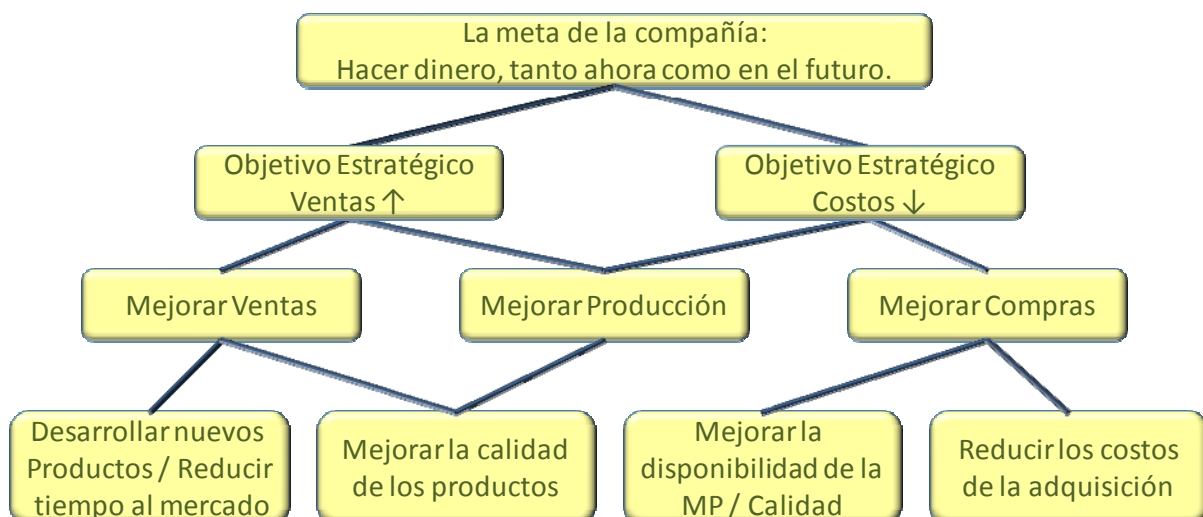 La meta de la compañía:
Hacer dinero, tanto ahora como en el futuro.
Objetivo Estratégico
Ventas ↑
Objetivo Estratégico
Costos ↓
Mejorar Ventas
Mejorar Producción
Mejorar Compras
Desarrollar nuevos
Productos / Reducir
tiempo al mercado
Mejorar la calidad
de los productos
Mejorar la
disponibilidad de la
MP / Calidad
Reducir los costos
de la adquisición